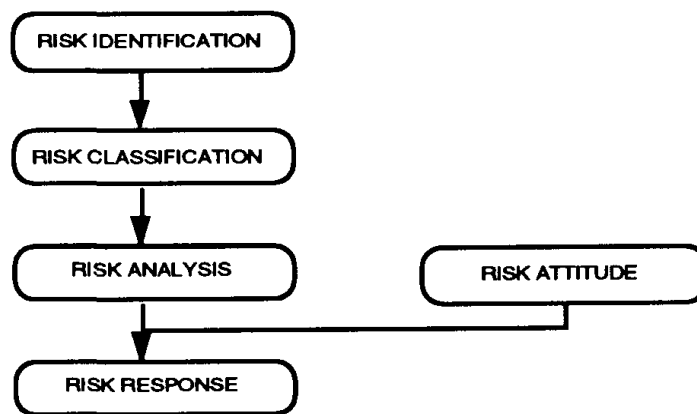 RISK IDENTIFICATION
RISK CLASSIFICATION
RISK ANALYSIS
RISK ATTITUDE
RISK RESPONSE